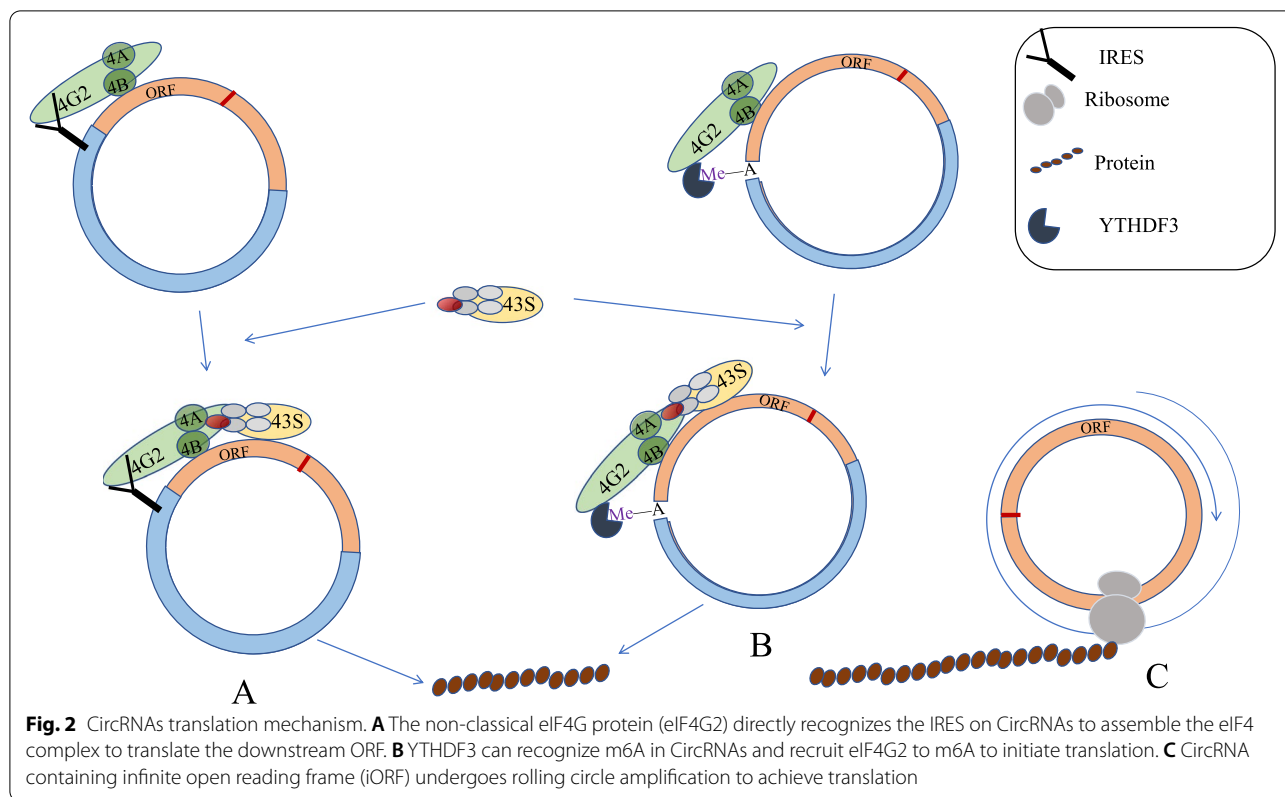 4A
4B
4G2
ORF
4A
4B
4G2
ORF
Me
A
IRES
Ribosome
Protein
YTHDF3
43S
4A
4B
4G2
43S
ORF
4A
4B
4G2
43S
ORF
Me
A
ORF
A
B
C
Fig. 2 CircRNAs translation mechanism. A The non-classical eIF4G protein (eIF4G2) directly recognizes the IRES on CircRNAs to assemble the eIF4
complex to translate the downstream ORF. B YTHDF3 can recognize m6A in CircRNAs and recruit eIF4G2 to m6A to initiate translation. C CircRNA
containing infinite open reading frame (iORF) undergoes rolling circle amplification to achieve translation